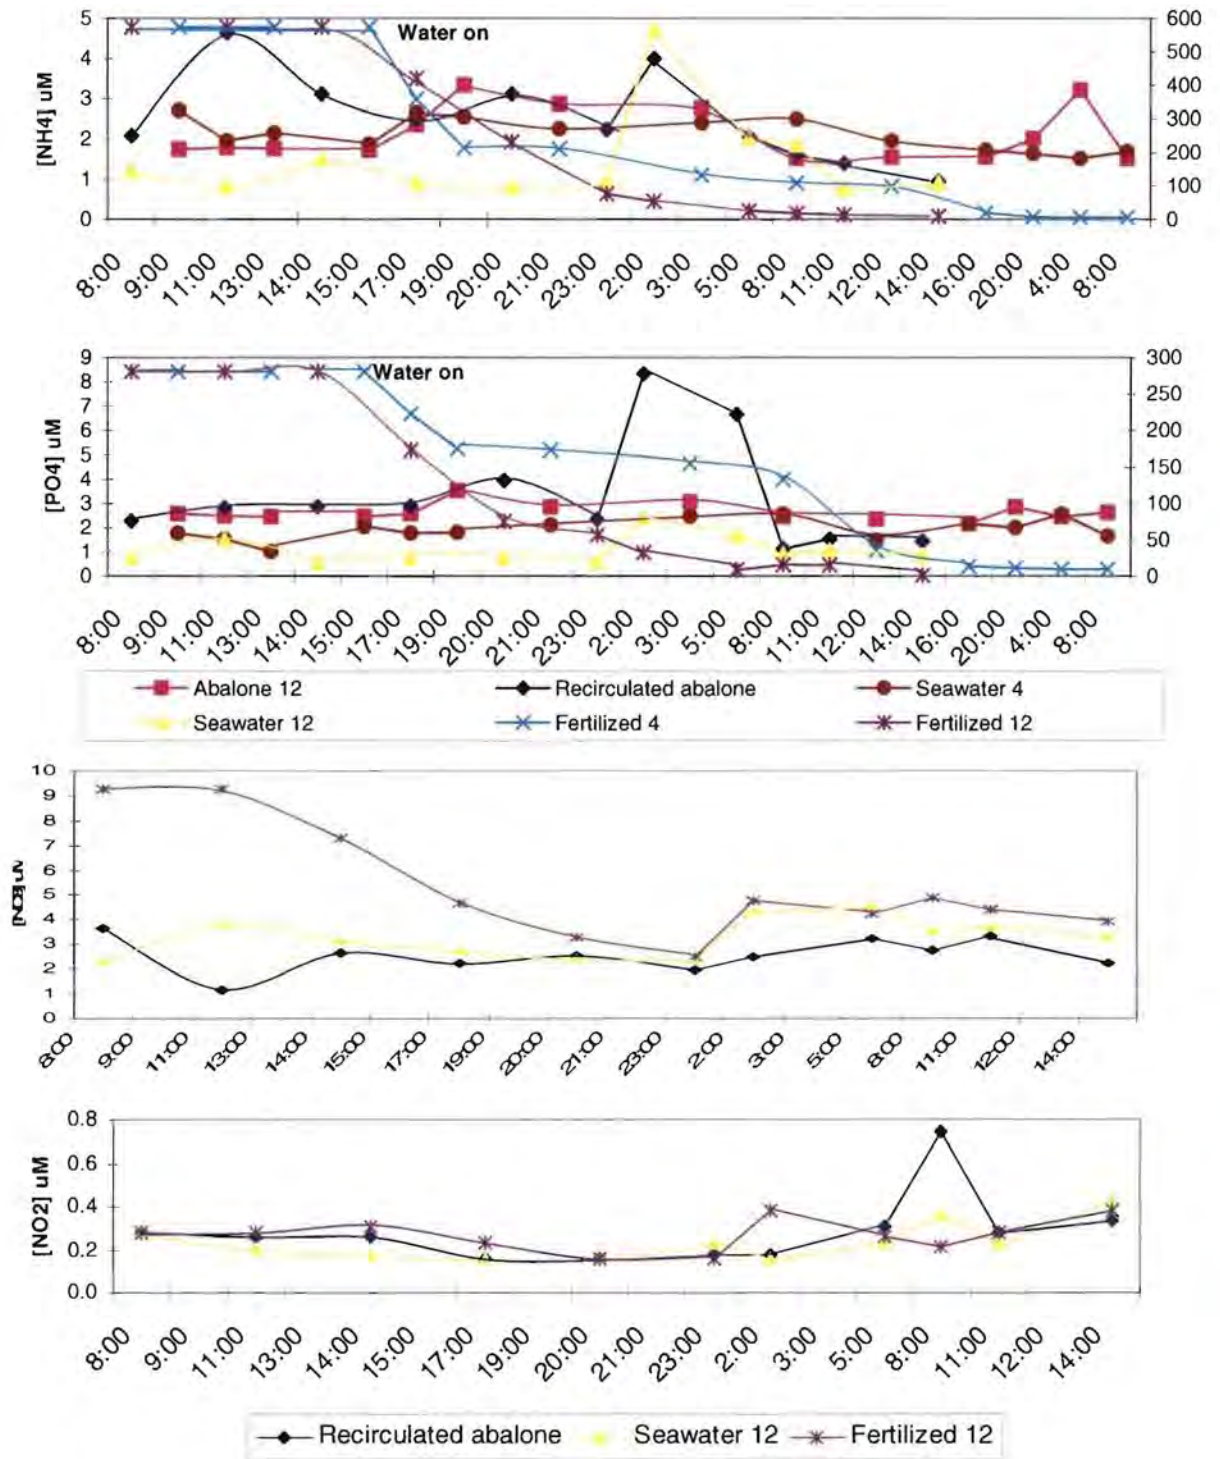 5 600
4 500
400
3 300
2 200
1 100
0 0
[NH4] uM
Water on
8:00 9:00 11:00 13:00 14:00 15:00 17:00 19:00 20:00 21:00 23:00 2:00 3:00 5:00 8:00 11:00 12:00 14:00 16:00 20:00 4:00 8:00
9 300
8 250
7
6 200
5 150
4
3 100
2 50
1
0 0
[PO4] uM
Water on
8:00 9:00 11:00 13:00 14:00 15:00 17:00 19:00 20:00 21:00 23:00 2:00 3:00 5:00 8:00 11:00 12:00 14:00 16:00 20:00 4:00 8:00
Abalone 12 Recirculated abalone Seawater 4
Seawater 12 Fertilized 4 Fertilized 12
10
9
8
7
6
5
4
3
2
1
0
8:00 9:00 11:00 13:00 14:00 15:00 17:00 19:00 20:00 21:00 23:00 2:00 3:00 5:00 8:00 11:00 12:00 14:00
0.8
0.6
0.4
0.2
0.0
[NO2] uM
8:00 9:00 11:00 13:00 14:00 15:00 17:00 20:00 21:00 23:00 2:00 3:00 5:00 8:00 11:00 12:00 14:00
Recirculated abalone Seawater 12 Fertilized 12